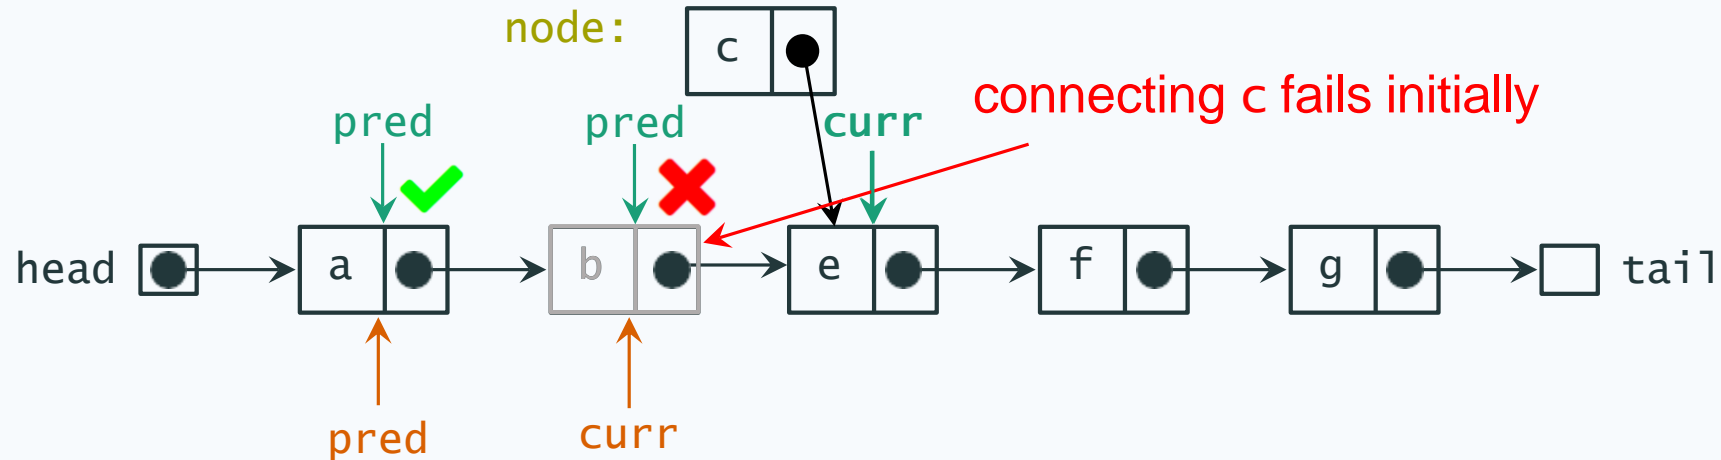 node:
c
connecting c fails initially
pred
pred
curr
head
a
b
e
f
g
tail
pred
curr